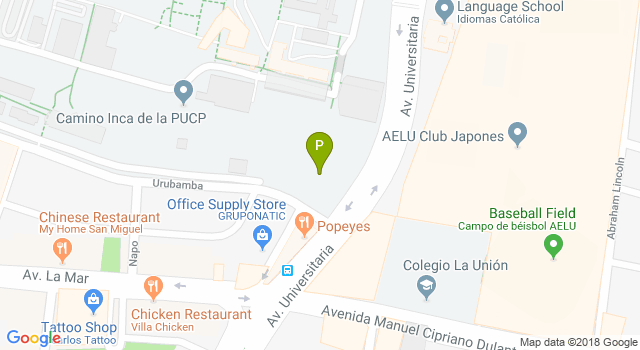 Language School
Idiomas Católica
Av. Universitaria
Camino Inca de la PUCP
AELU Club Japones
P
Abraham Lincoln
Urubamba
Office Supply Store
GRUPONATIC
Chinese Restaurant
My Home San Miguel
Napo
Popeyes
Baseball Field
Campo de béisbol AELU
Av. Universitaria
Colegio La Unión
Av. La Mar
Chicken Restaurant
Villa Chicken
Avenida Manuel Cipriano Dulant
Tattoo Shop
Carlos Tattoo
Google
Map data ©2018 Google